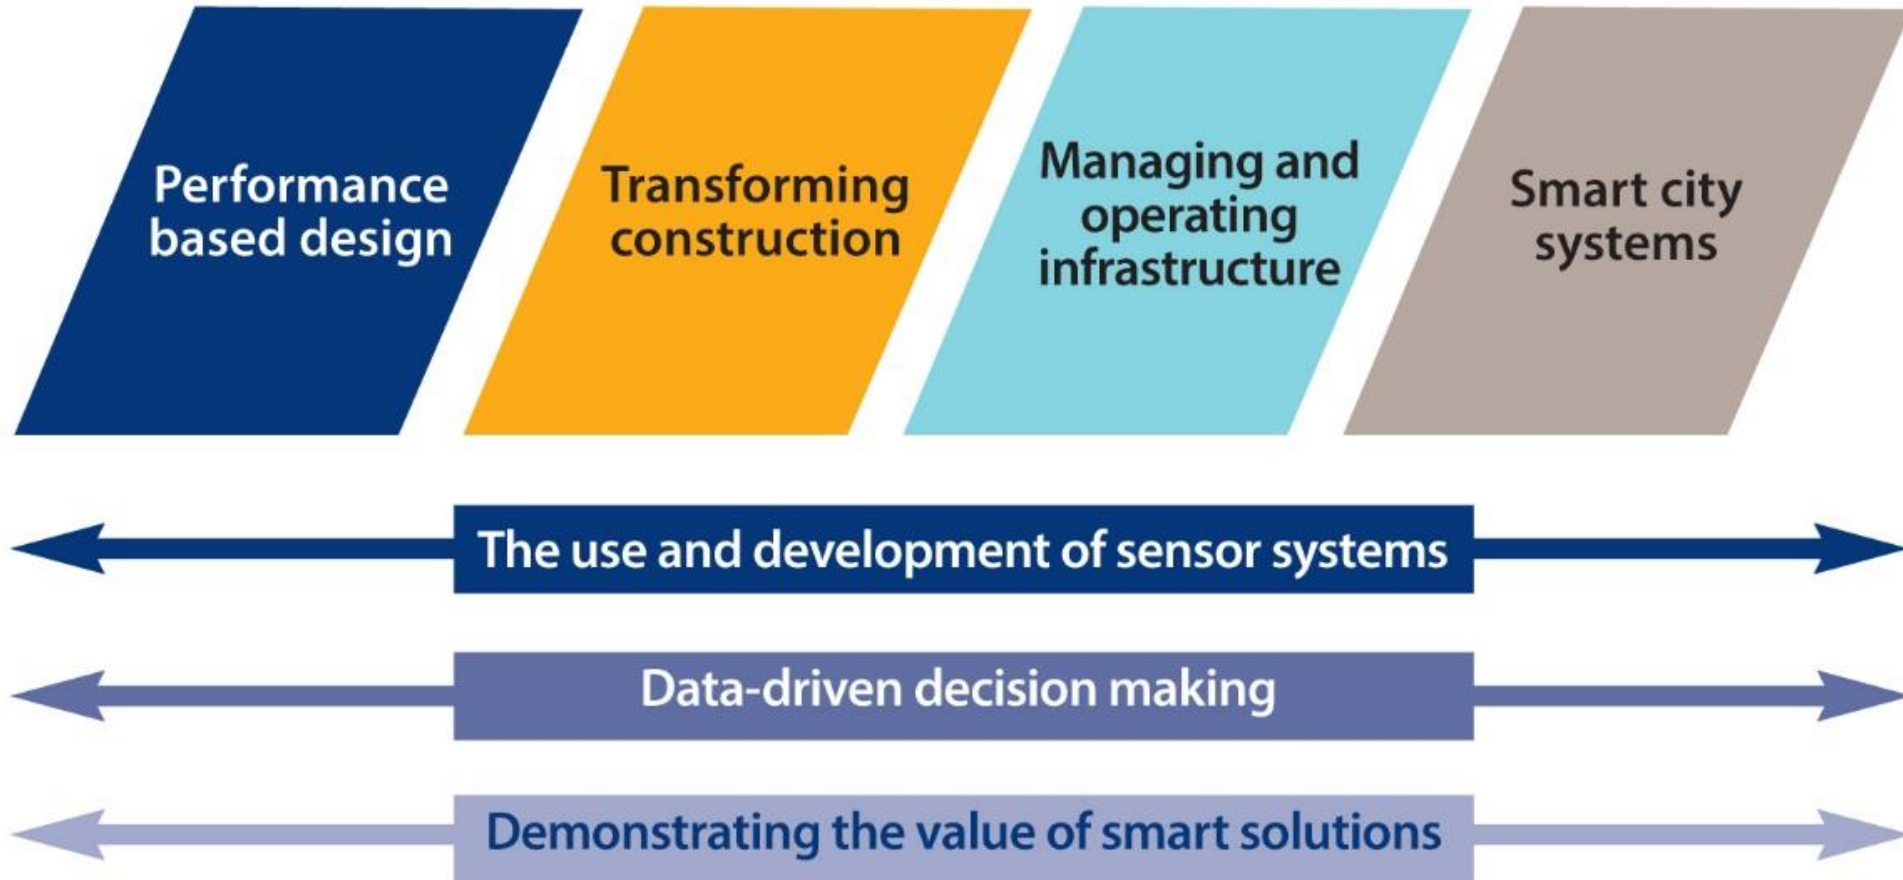 Performance
based design
Transforming
construction
Managing and
operating
infrastructure
Smart city
systems
The use and development of sensor systems
Data-driven decision making
Demonstrating the value of smart solutions